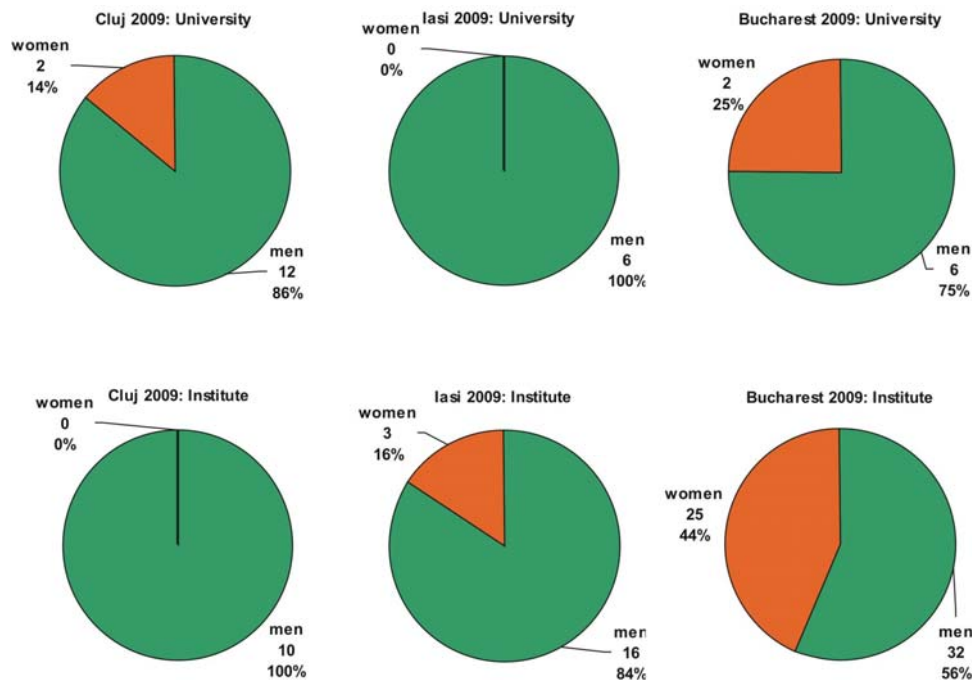 Cluj 2009: University
women
2
14%
men
12
86%
Iasi 2009: University
women
0
0%
men
6
100%
Bucharest 2009: University
women
2
25%
men
6
75%
Cluj 2009: Institute
women
0
0%
men
10
100%
Iasi 2009: Institute
women
3
16%
men
16
84%
Bucharest 2009: Institute
women
25
44%
men
32
56%